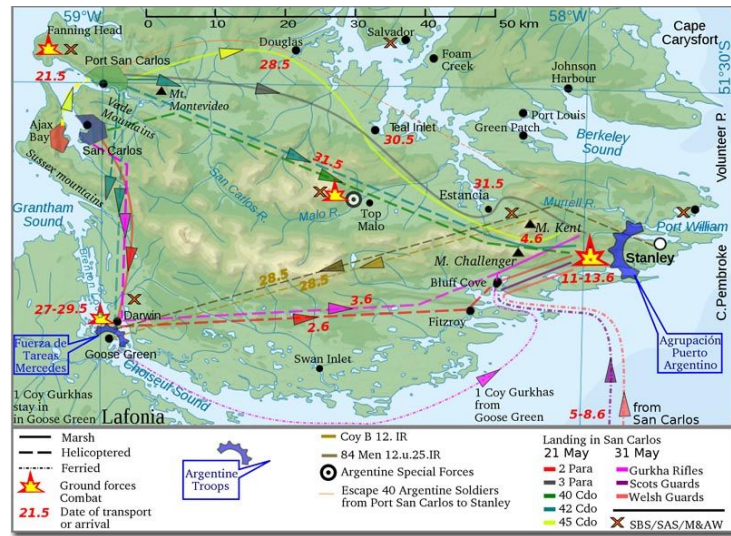 59°W
0
10
20
30
40
50 km
58°W
Fanning Head
Port San Carlos
21.5
Douglas
28.5
Salvador
Foam
Creek
Cape
Carysfort
51°30'S
Johnson
Harbour
Mt.
Montevideo
Verde
Mountains
Ajax
Bay
San Carlos
Sussex mountains
Teal Inlet
30.5
Port Louis
Green Patch
Berkeley
Sound
Volunteer P.
Grantham
Sound
San Carlos R.
31.5
Malo R.
Top
Malo
Estancia
31.5
Murrell R.
M. Kent
4.6
M. Challenger
Port William
Stanley
11-13.6
C.Pembroke
Bluff Cove
28.5
28.5
27-29.5
Darwin
3.6
2.6
Fitzroy
Fuerza de
Tareas
Mercedes
Goose Green
Choiseul Sound
Swan Inlet
Agrupación
Puerto
Argentino
1 Coy Gurkhas
stay in
in Goose Green
Lafonia
1 Coy Gurkhas
from
Goose Green
5-8.6
from
San Carlos
Marsh
Helicoptered
Ferried
Ground forces
Combat
21.5
Date of transport
or arrival
Argentine
Troops
Coy B 12. IR
84 Men 12.u.25.IR
Argentine Special Forces
Escape 40 Argentine Soldiers
from Port San Carlos to Stanley
Landing in San Carlos
21 May
31 May
2 Para
3 Para
40 Cdo
42 Cdo
45 Cdo
Gurkha Rifles
Scots Guards
Welsh Guards
SBS/SAS/M&AW